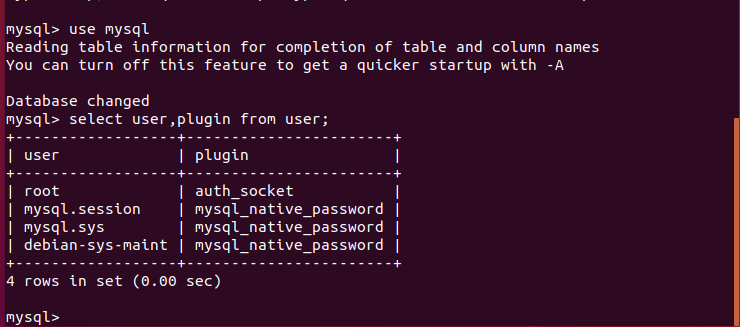 mysql> use mysql
Reading table information for completion of table and column names
You can turn off this feature to get a quicker startup with -A
Database changed
mysql> select user,plugin from user;
+------------------+-----------------------+
| user             | plugin                |
+------------------+-----------------------+
| root             | auth_socket           |
| mysql.session    | mysql_native_password |
| mysql.sys        | mysql_native_password |
| debian-sys-maint | mysql_native_password |
+------------------+-----------------------+
4 rows in set (0.00 sec)
mysql>